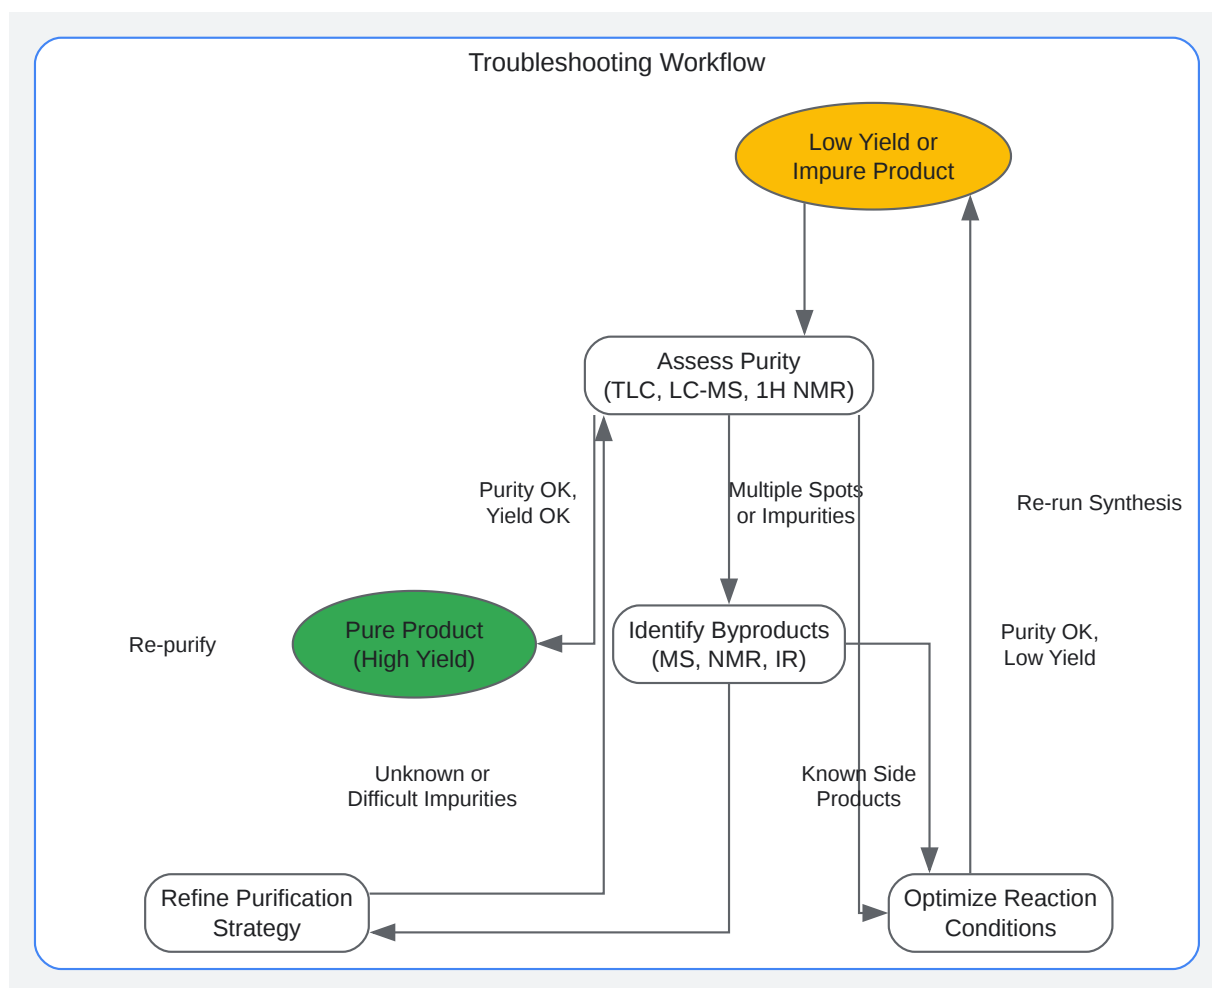 Troubleshooting Workflow
Low Yield or
Impure Product
Assess Purity
(TLC, LC-MS, 1H NMR)
Purity OK,
Yield OK
Multiple Spots
or Impurities
Re-run Synthesis
Re-purify
Pure Product
(High Yield)
Identify Byproducts
(MS, NMR, IR)
Purity OK,
Low Yield
Unknown or
Difficult Impurities
Known Side
Products
Refine Purification
Strategy
Optimize Reaction
Conditions